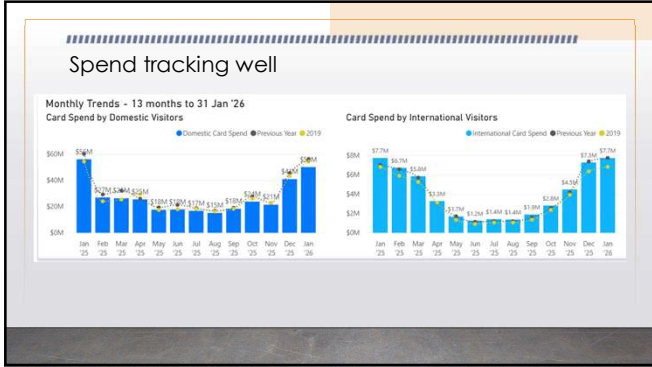 Spend tracking well
Monthly Trends - 13 months to 31 Jan '26
Card Spend by Domestic Visitors
Domestic Card Spend Previous Year 2019
$60M
$40M
$20M
$0M
$27M $25M
$18M $18M $17M $15M $18M $21M
Jan Feb Mar Apr May Jun Jul Aug Sep Oct Nov Dec Jan
'25 '25 '25 '25 '25 '25 '25 '25 '25 '25 '25 '25 '26
Card Spend by International Visitors
International Card Spend Previous Year 2019
$8M
$6M
$4M
$2M
$0M
$7.7M $6.7M $5.8M $1.7M $1.2M $1.4M $1.4M $1.9M $2.8M $4.5M $7.3M $7.7M
Jan Feb Mar Apr May Jun Jul Aug Sep Oct Nov Dec Jan
'25 '25 '25 '25 '25 '25 '25 '25 '25 '25 '25 '25 '26